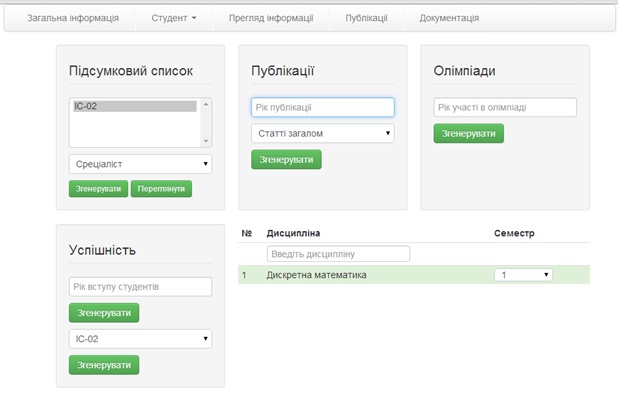 Загальна інформація Студент Прегляд інформації Публікації Документація
Підсумковий список
ІС-02
Среціаліст
Згенерувати Переглянути
Публікації
Рік публікації
Статті загалом
Згенерувати
Олімпіади
Рік участі в олімпіаді
Згенерувати
Успішність
Рік вступу студентів
Згенерувати
ІС-02
Згенерувати
№ Дисципліна Семестр
Введіть дисципліну
1 Дискретна математика 1